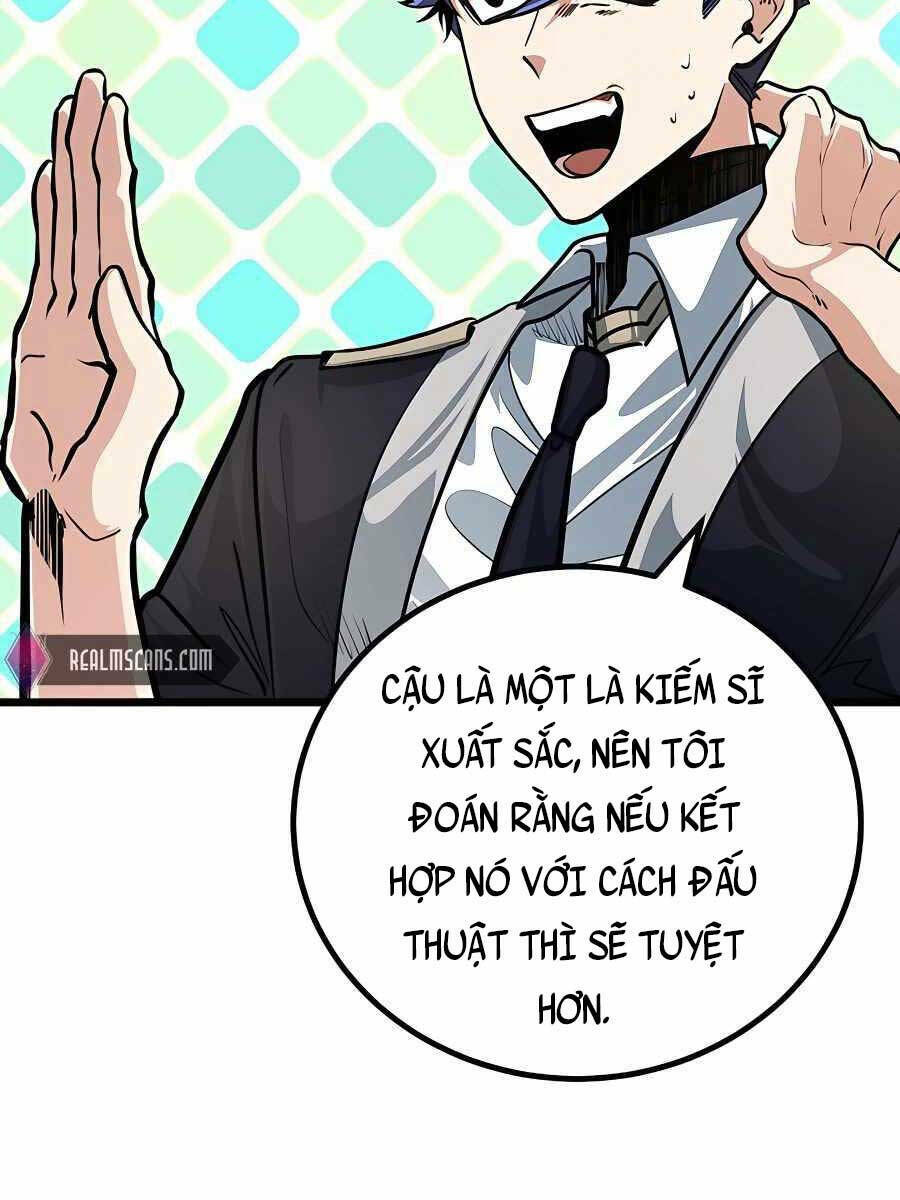 REALMSCANS.COM
CẬU LÀ MỘT LÀ KIẾM SĨ
XUẤT SẮC, NÊN TÔI
ĐOÁN RẰNG NẾU KẾT
HỢP NÓ VỚI CÁCH ĐẤU
THUẬT THÌ SẼ TUYỆT
HƠN.